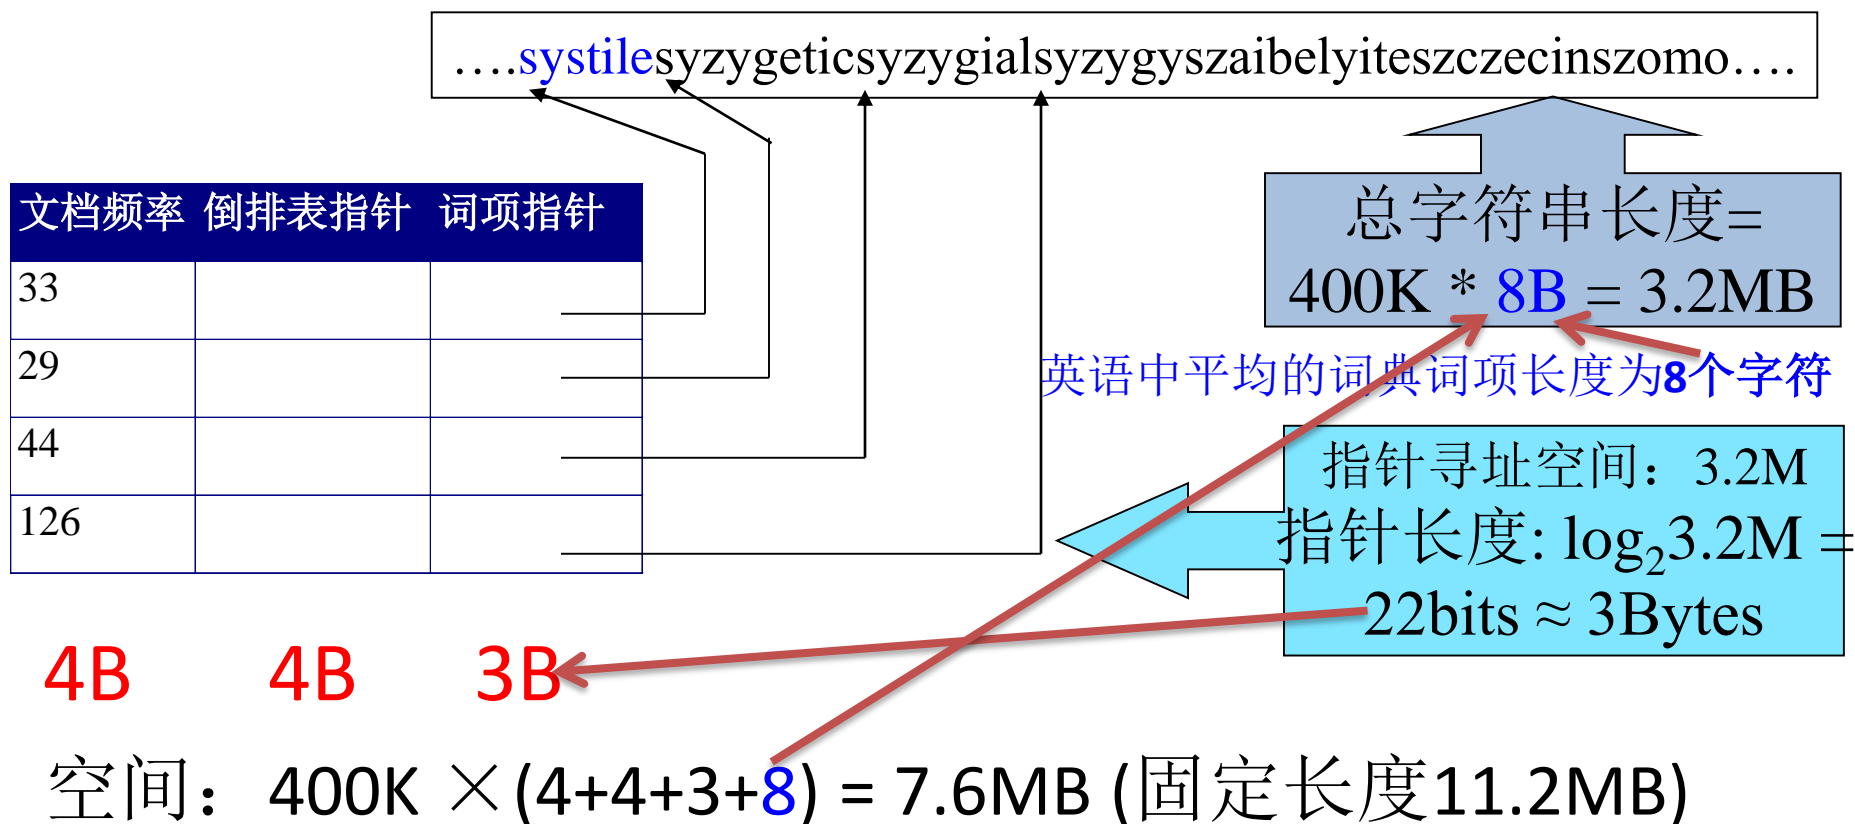 ….systilesyzygeticsyzygialsyzygyszaibelyiteszczecinszomo….
文档频率 倒排表指针 词项指针
33
29
44
126
总字符串长度=
400K * 8B = 3.2MB
英语中平均的词典词项长度为8个字符
指针寻址空间：3.2M
指针长度: log₂3.2M =
22bits ≈ 3Bytes
4B 4B 3B
空间：400K ×(4+4+3+8) = 7.6MB (固定长度11.2MB)